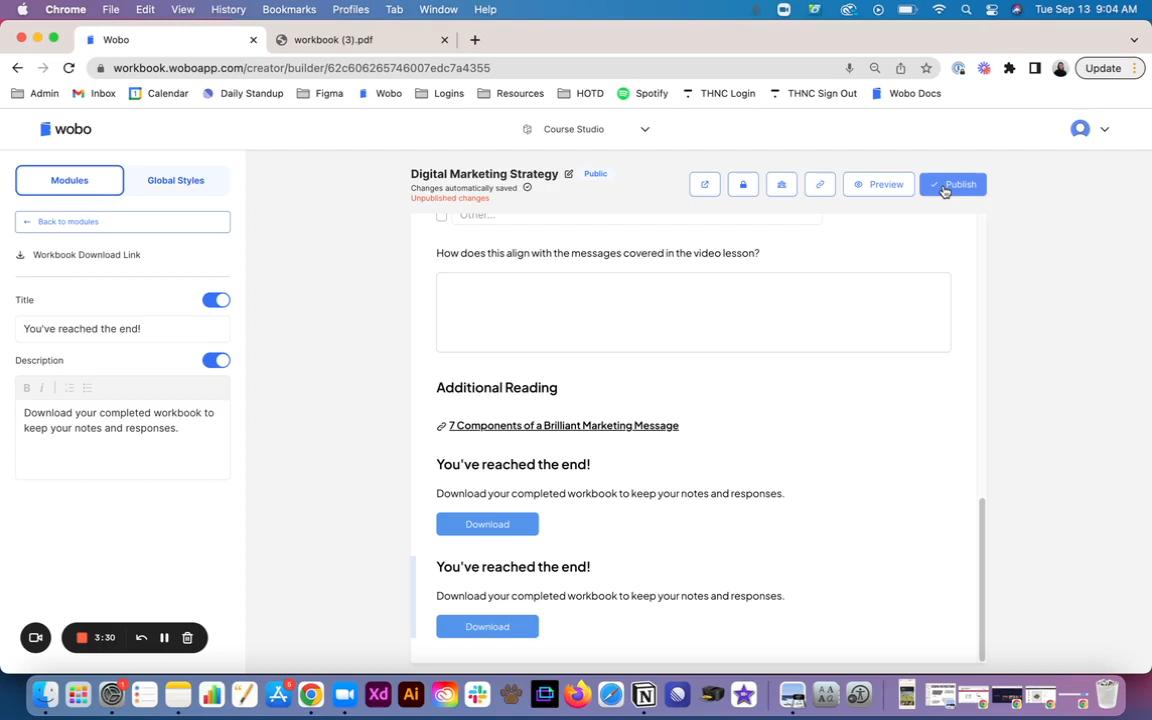 Chrome File Edit View History Bookmarks Profiles Tab Window Help Tue Sep 13 9:04 AM
Wobo workbook (3).pdf
workbook.woboapp.com/creator/builder/62c606265746007edc7a4355 Update
Admin Inbox Calendar Daily Standup Figma Wobo Logins Resources HOTD Spotify THNC Login THNC Sign Out Wobo Docs
wobo Course Studio
Modules Global Styles
Back to modules
Workbook Download Link
Title
You've reached the end!
Description
B i
Download your completed workbook to
keep your notes and responses.
Digital Marketing Strategy Public
Changes automatically saved
Unpublished changes
Preview Publish
Other...
How does this align with the messages covered in the video lesson?
Additional Reading
7 Components of a Brilliant Marketing Message
You've reached the end!
Download your completed workbook to keep your notes and responses.
Download
You've reached the end!
Download your completed workbook to keep your notes and responses.
Download
3:30